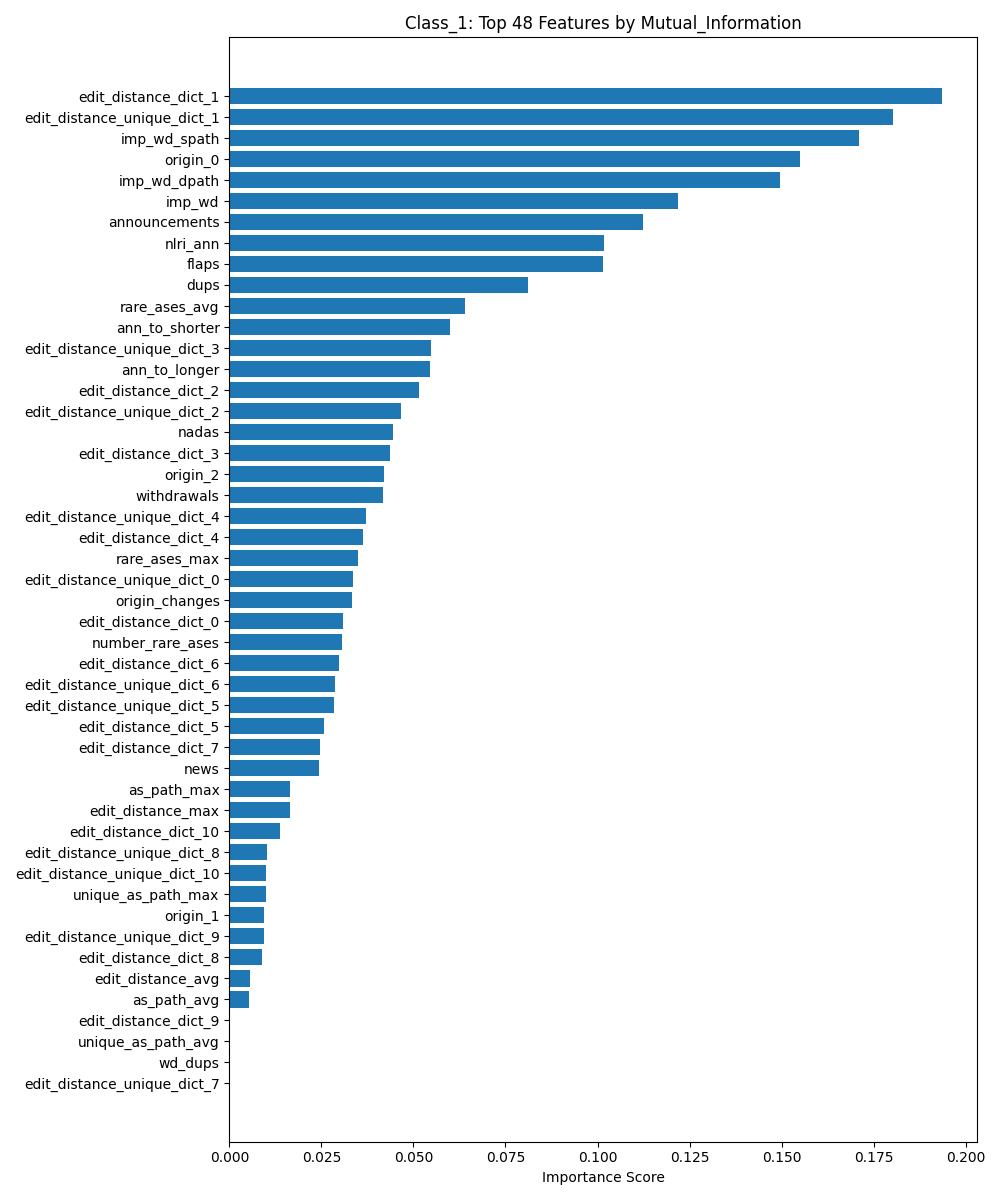 Class_1: Top 48 Features by Mutual_Information
edit_distance_dict_1
edit_distance_unique_dict_1
imp_wd_spath
origin_0
imp_wd_dpath
imp_wd
announcements
nlri_ann
flaps
dups
rare_ases_avg
ann_to_shorter
edit_distance_unique_dict_3
ann_to_longer
edit_distance_dict_2
edit_distance_unique_dict_2
nadas
edit_distance_dict_3
origin_2
withdrawals
edit_distance_unique_dict_4
edit_distance_dict_4
rare_ases_max
edit_distance_unique_dict_0
origin_changes
edit_distance_dict_0
number_rare_ases
edit_distance_dict_6
edit_distance_unique_dict_6
edit_distance_unique_dict_5
edit_distance_dict_5
edit_distance_dict_7
news
as_path_max
edit_distance_max
edit_distance_dict_10
edit_distance_unique_dict_8
edit_distance_unique_dict_10
unique_as_path_max
origin_1
edit_distance_unique_dict_9
edit_distance_dict_8
edit_distance_avg
as_path_avg
edit_distance_dict_9
unique_as_path_avg
wd_dups
edit_distance_unique_dict_7
0.000 0.025 0.050 0.075 0.100 0.125 0.150 0.175 0.200
Importance Score